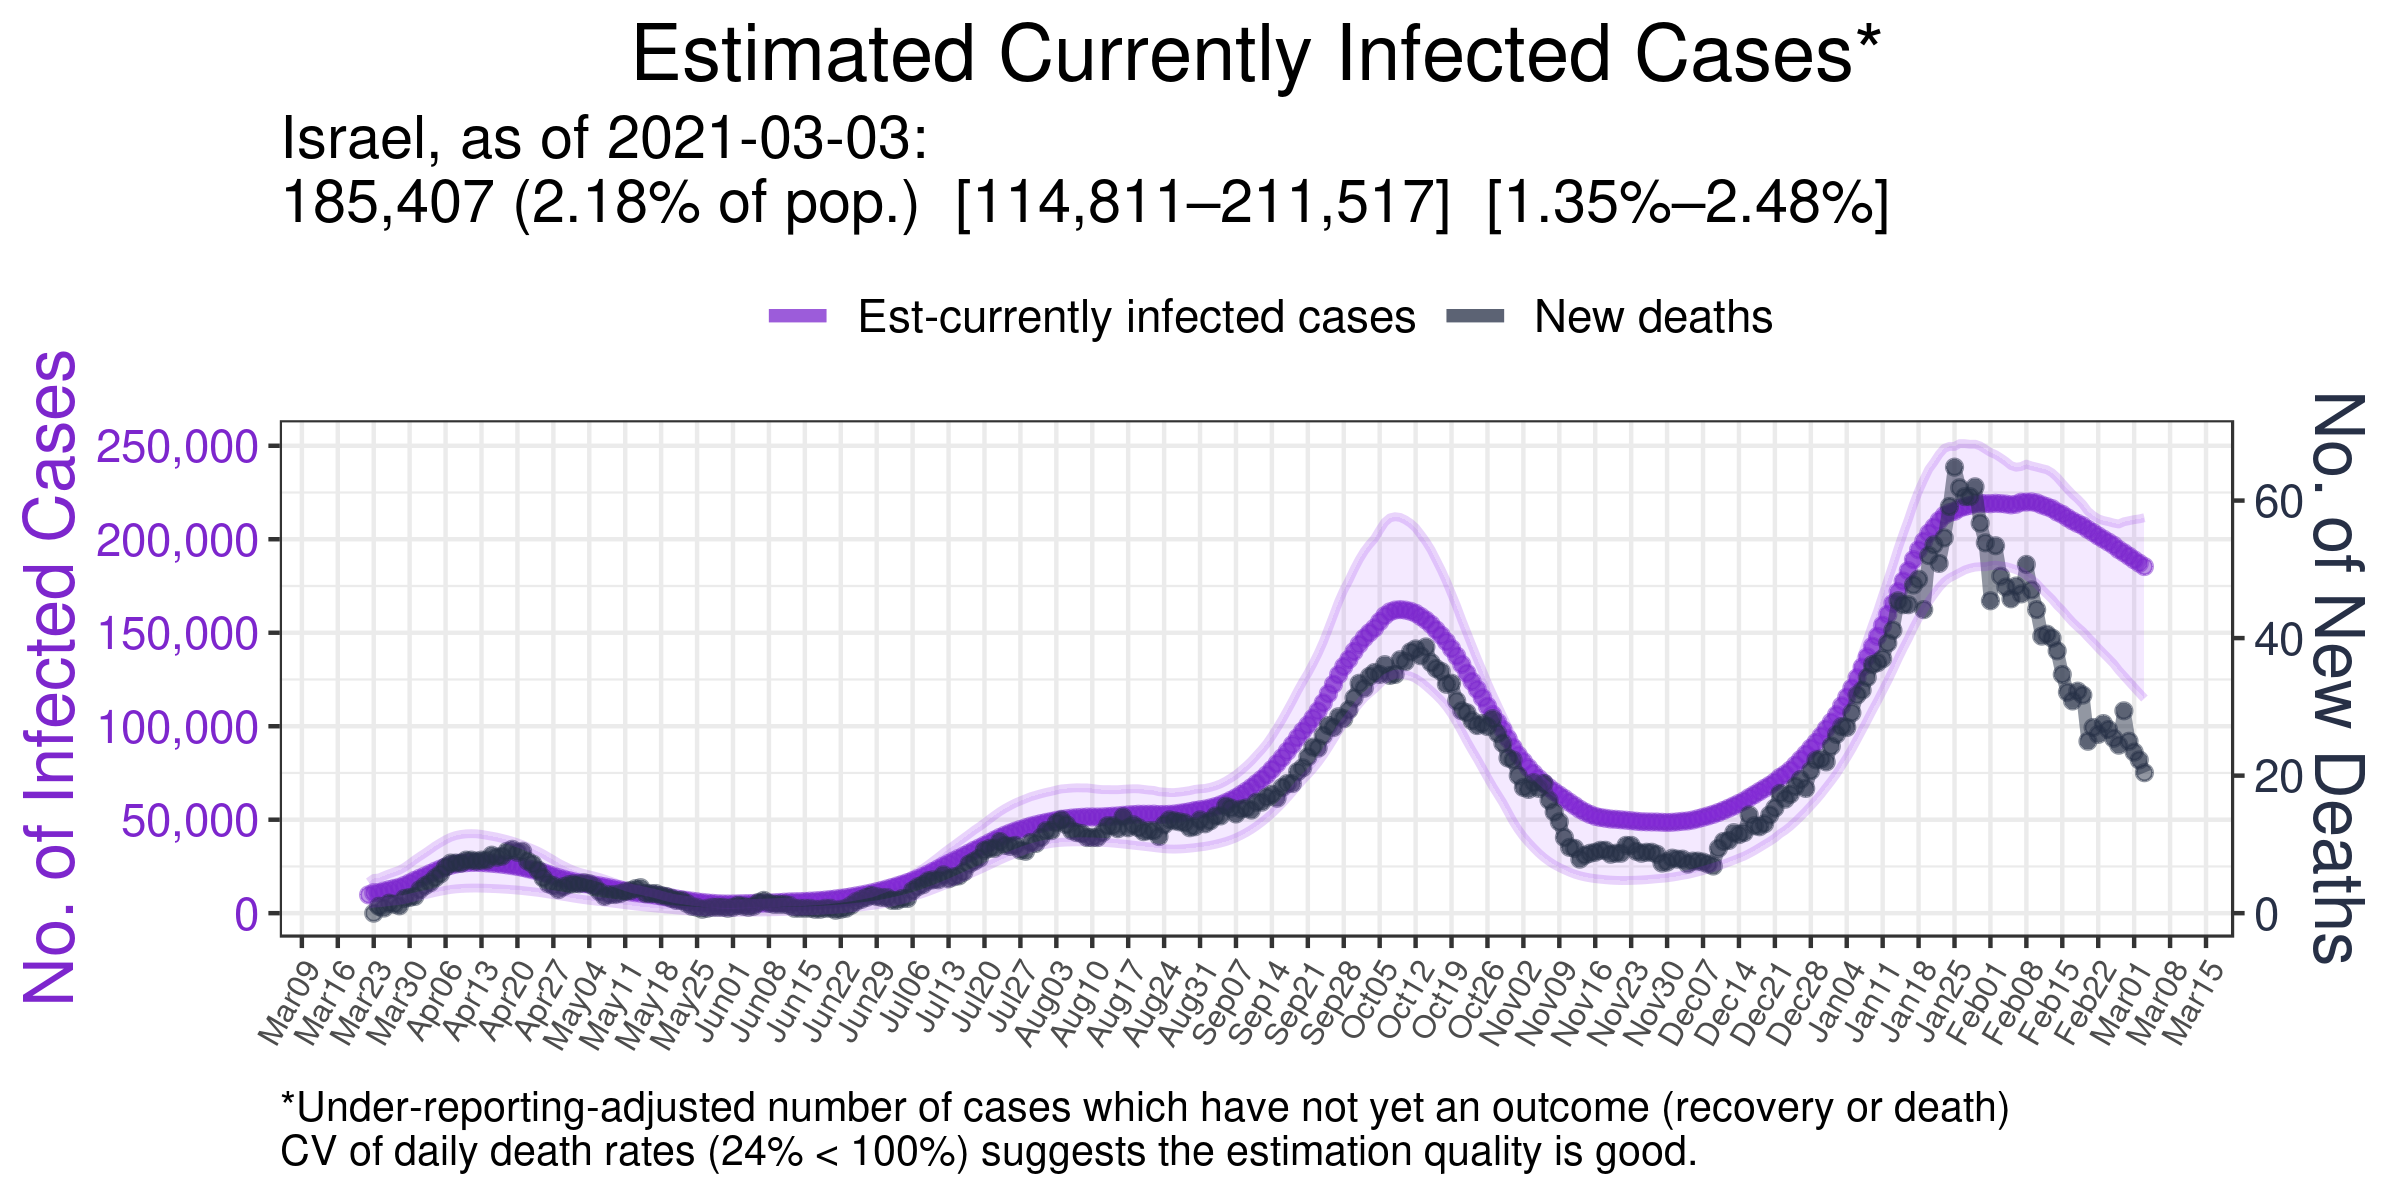 Estimated Currently Infected Cases*
Israel, as of 2021-03-03:
185,407 (2.18% of pop.)  [114,811–211,517]  [1.35%–2.48%]
Est-currently infected cases
New deaths
No. of Infected Cases
250,000
200,000
150,000
100,000
50,000
0
No. of New Deaths
60
40
20
0
Mar09
Mar16
Mar23
Mar30
Apr06
Apr13
Apr20
Apr27
May04
May11
May18
May25
Jun01
Jun08
Jun15
Jun22
Jun29
Jul06
Jul13
Jul20
Jul27
Aug03
Aug10
Aug17
Aug24
Aug31
Sep07
Sep14
Sep21
Sep28
Oct05
Oct12
Oct19
Oct26
Nov02
Nov09
Nov16
Nov23
Nov30
Dec07
Dec14
Dec21
Dec28
Jan04
Jan11
Jan18
Jan25
Feb01
Feb08
Feb15
Feb22
Mar01
Mar08
Mar15
*Under-reporting-adjusted number of cases which have not yet an outcome (recovery or death)
CV of daily death rates (24% < 100%) suggests the estimation quality is good.